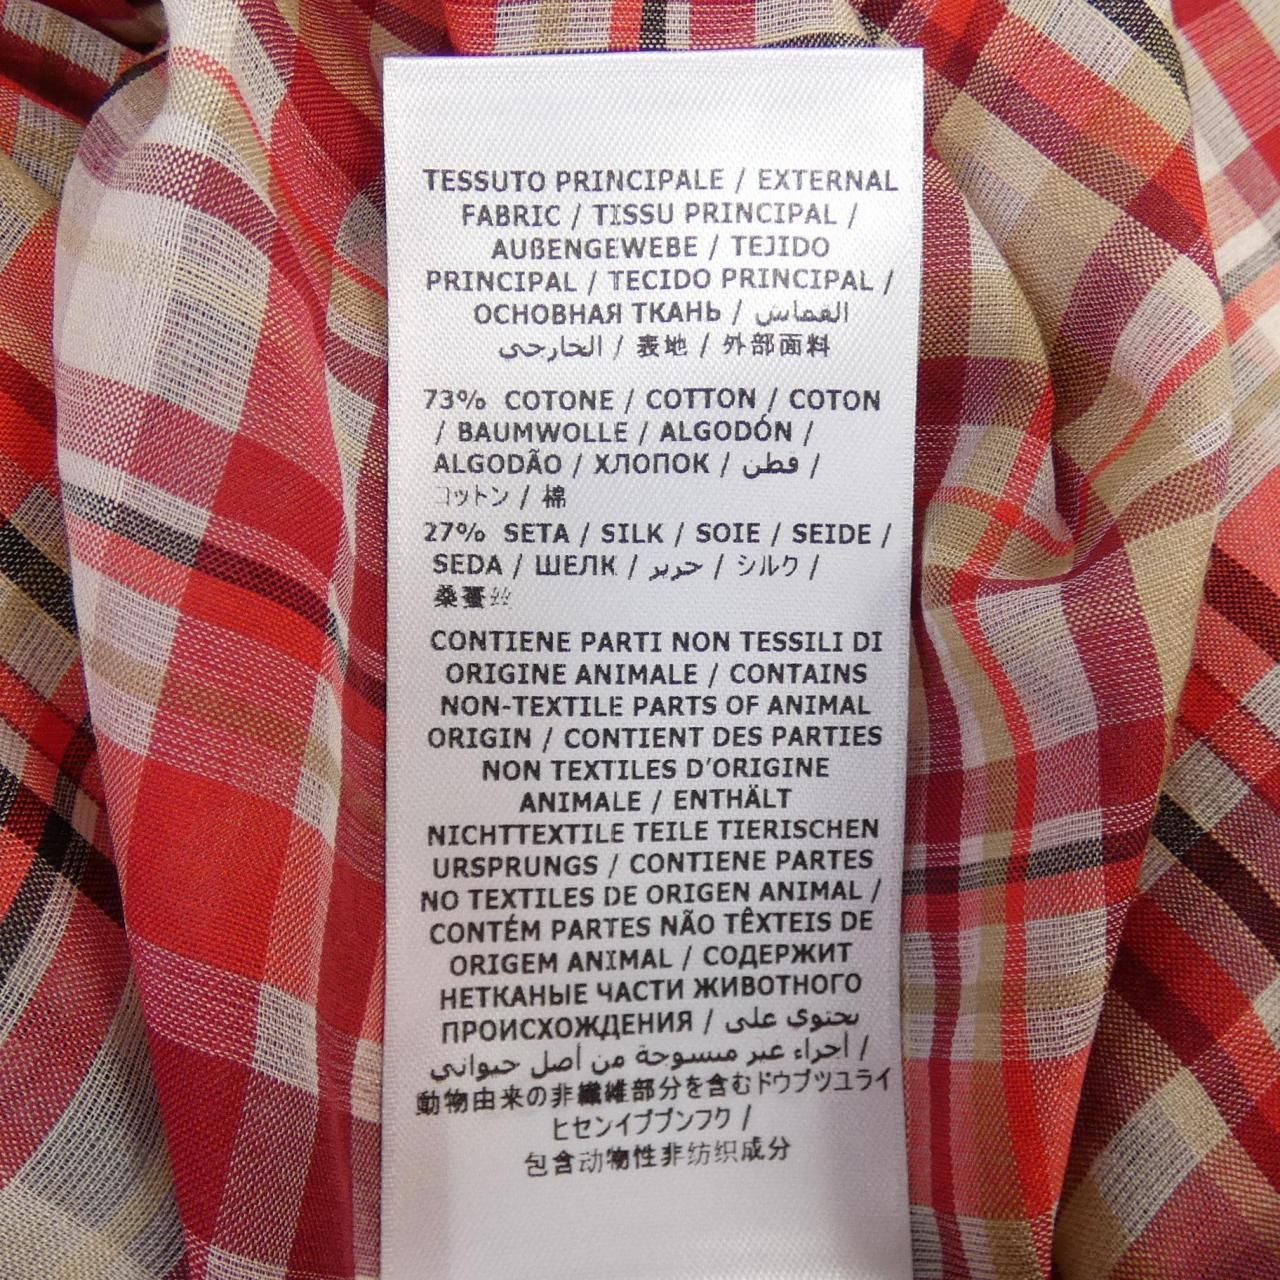 TESSUTO PRINCIPALE / EXTERNAL
FABRIC / TISSU PRINCIPAL /
AUßENGEWEBE / TEJIDO
PRINCIPAL / TECIDO PRINCIPAL /
ОСНОВНАЯ ТКАНЬ / القماش
الخارجي / 表地 / 外部面料
73% COTONE / COTTON / COTON
/ BAUMWOLLE / ALGODÓN /
ALGODÃO / ХЛОПОК / قطن /
コットン / 棉
27% SETA / SILK / SOIE / SEIDE /
SEDA / ШЕЛК / حرير / シルク /
桑蚕丝
CONTIENE PARTI NON TESSILI DI
ORIGINE ANIMALE / CONTAINS
NON-TEXTILE PARTS OF ANIMAL
ORIGIN / CONTIENT DES PARTIES
NON TEXTILES D'ORIGINE
ANIMALE / ENTHÄLT
NICHTTEXTILE TEILE TIERISCHEN
URSPRUNGS / CONTIENE PARTES
NO TEXTILES DE ORIGEN ANIMAL /
CONTÉM PARTES NÃO TÊXTEIS DE
ORIGEM ANIMAL / СОДЕРЖИТ
НЕТКАНЫЕ ЧАСТИ ЖИВОТНОГО
ПРОИСХОЖДЕНИЯ / يحتوي على
أجزاء غير منسوجة من أصل حيواني /
動物由来の非繊維部分を含むドウブツユライ
ヒセンイブブンフク /
包含动物性非纺织成分